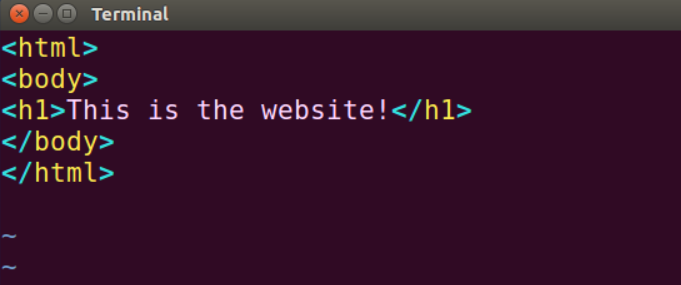 Terminal
<html>
<body>
<h1>This is the website!</h1>
</body>
</html>
~
~